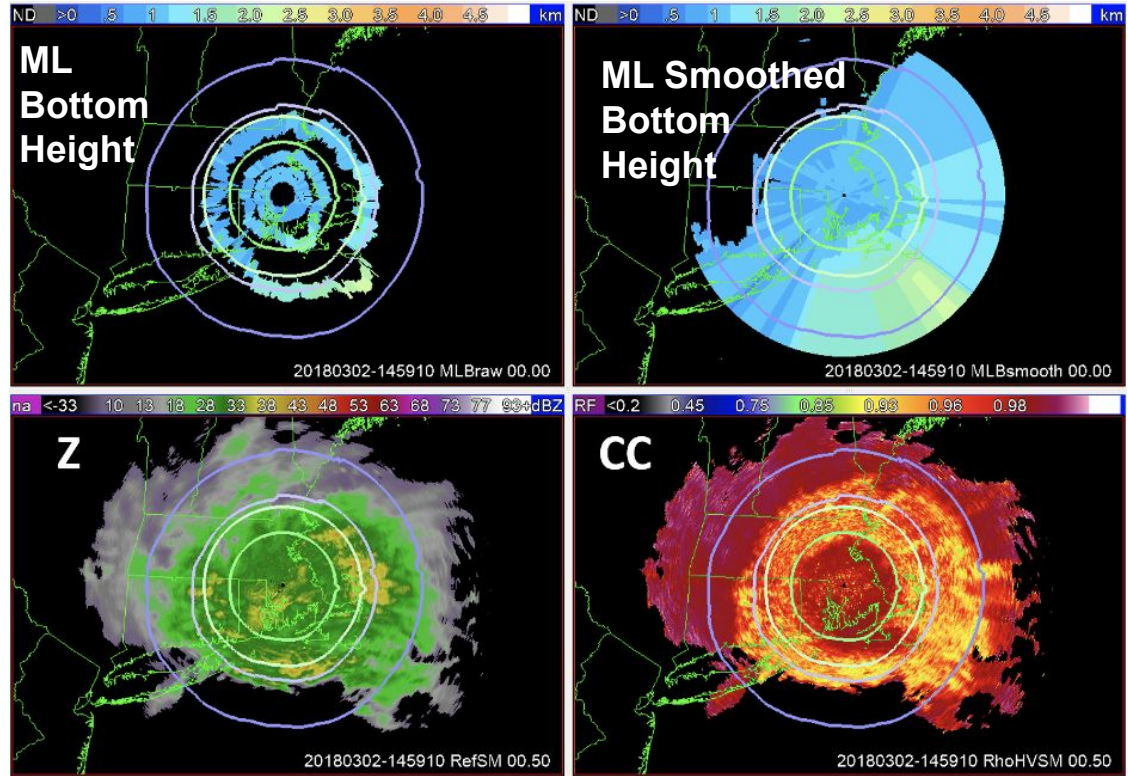 ND >0 .5 1 1.5 2.0 2.5 3.0 3.5 4.0 4.5 km
ML
Bottom
Height
20180302-145910 MLBraw 00.00
ND >0 .5 1 1.5 2.0 2.5 3.0 3.5 4.0 4.5 km
ML Smoothed
Bottom
Height
20180302-145910 MLBsmooth 00.00
na <-33 10 13 18 28 33 38 43 48 53 63 68 73 77 93+dBZ
Z
20180302-145910 RefSM 00.50
RF <0.2 0.45 0.75 0.85 0.93 0.96 0.98
CC
20180302-145910 RhoHVSM 00.50